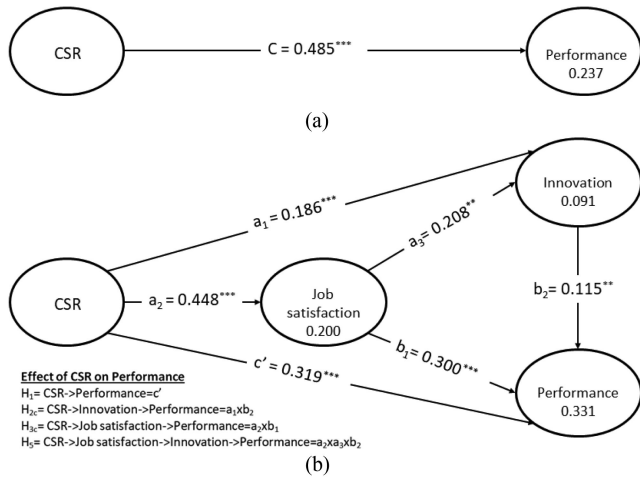 CSR
C = 0.485***
Performance
0.237
(a)
Innovation
0.091
a₁ = 0.186***
a₃ = 0.208**
CSR
a₂ = 0.448***
Job
satisfaction
0.200
b₂= 0.115**
b₁ = 0.300***
c' = 0.319***
Performance
0.331
Effect of CSR on Performance
H₁= CSR->Performance=c'
H₂c= CSR->Innovation->Performance=a₁xb₂
H₃c= CSR->Job satisfaction->Performance=a₂xb₁
H₅= CSR->Job satisfaction->Innovation->Performance=a₂xa₃xb₂
(b)